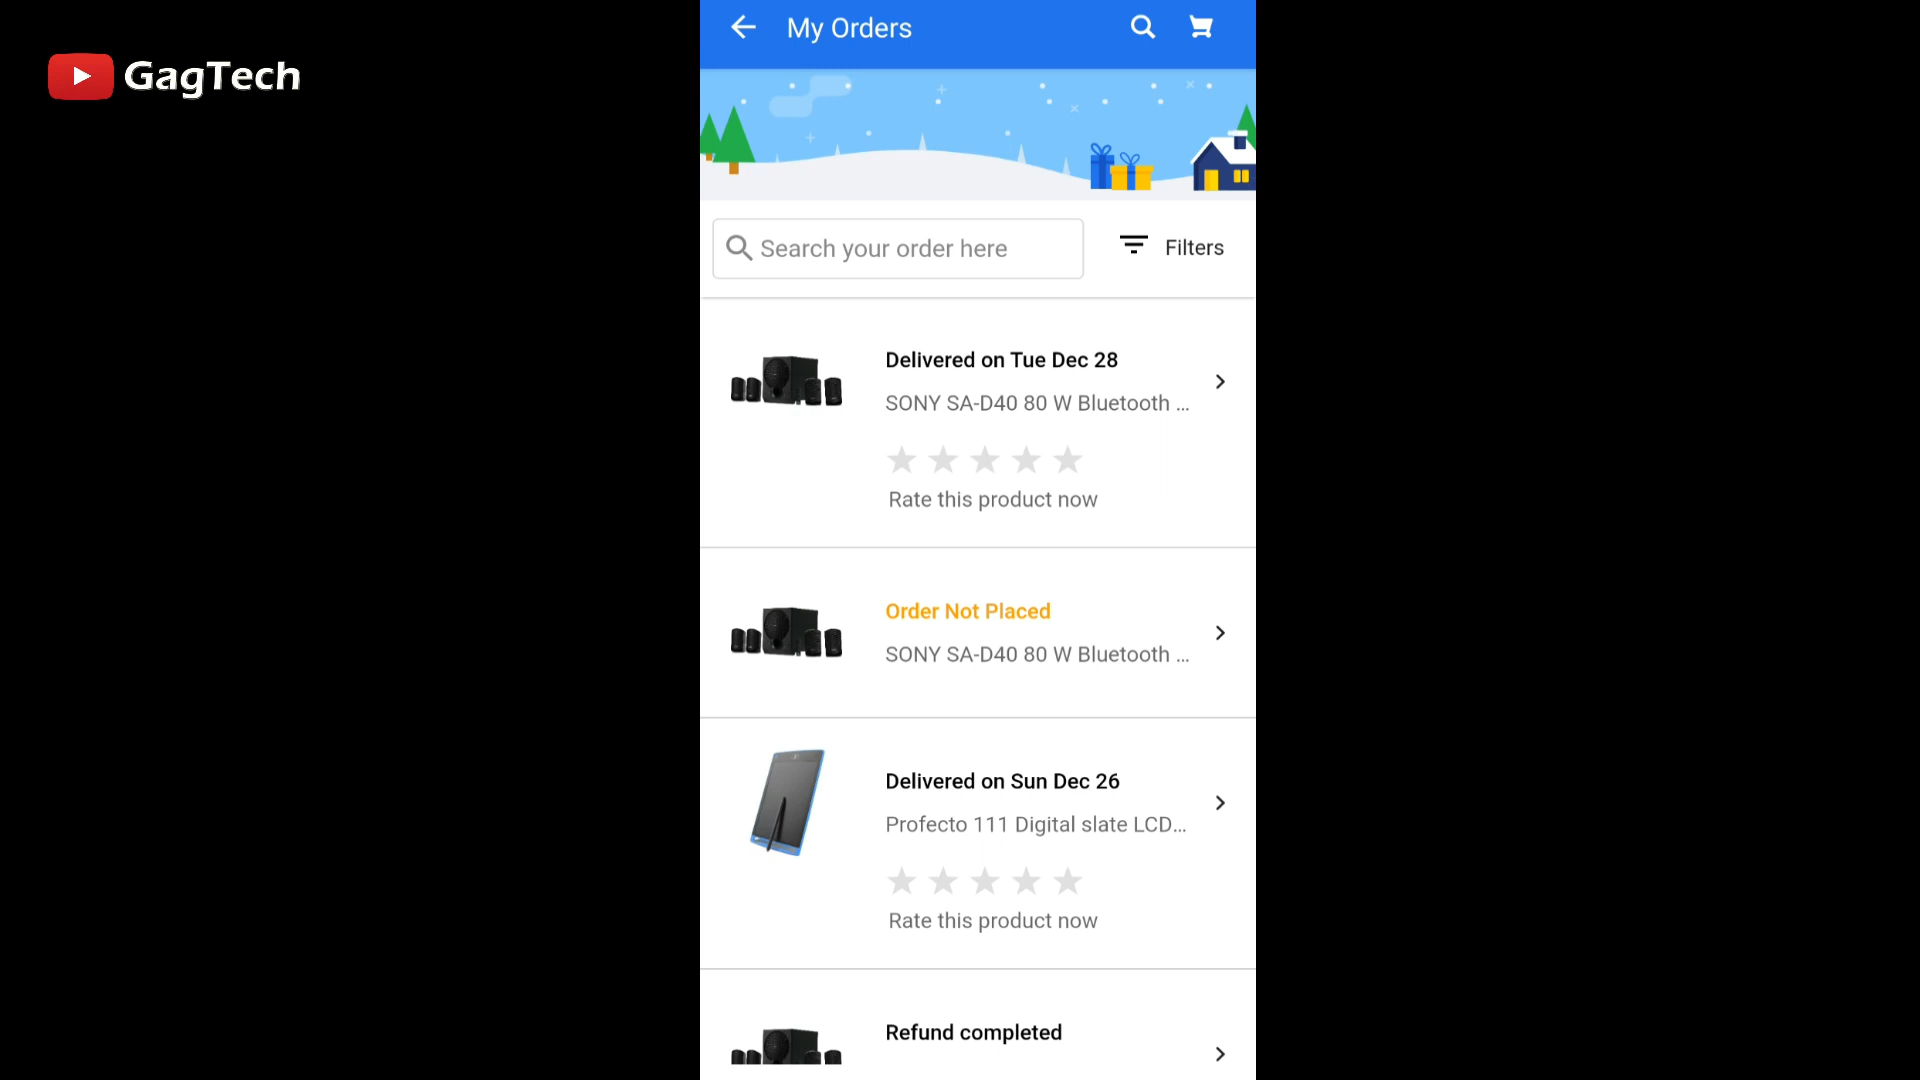 GagTech
My Orders
Search your order here
Filters
Delivered on Tue Dec 28
SONY SA-D40 80 W Bluetooth ...
Rate this product now
Order Not Placed
SONY SA-D40 80 W Bluetooth ...
Delivered on Sun Dec 26
Profecto 111 Digital slate LCD...
Rate this product now
Refund completed